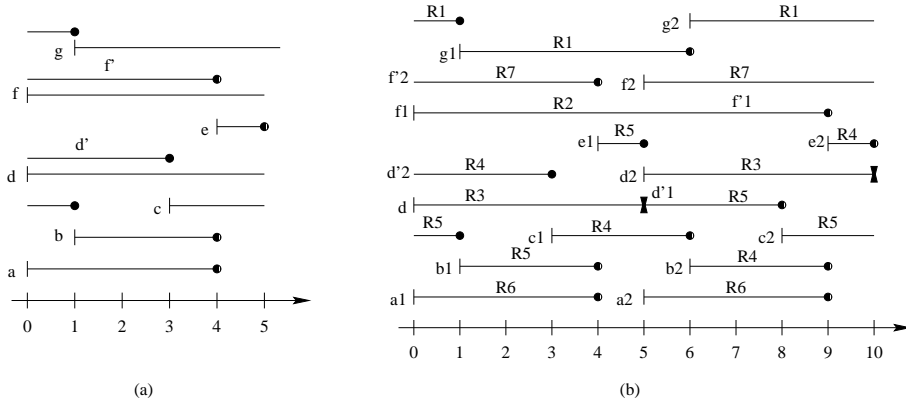 g
f'
f
e
d'
d
c
b
a
0 1 2 3 4 5
(a)
R1 g2 R1
g1 R1
f'2 R7 f2 R7
f1 R2 f'1
e1 R5 e2 R4
d'2 R4 d2 R3
d R3 d'1 R5
R5 c1 R4 c2 R5
b1 R5 b2 R4
a1 R6 a2 R6
0 1 2 3 4 5 6 7 8 9 10
(b)